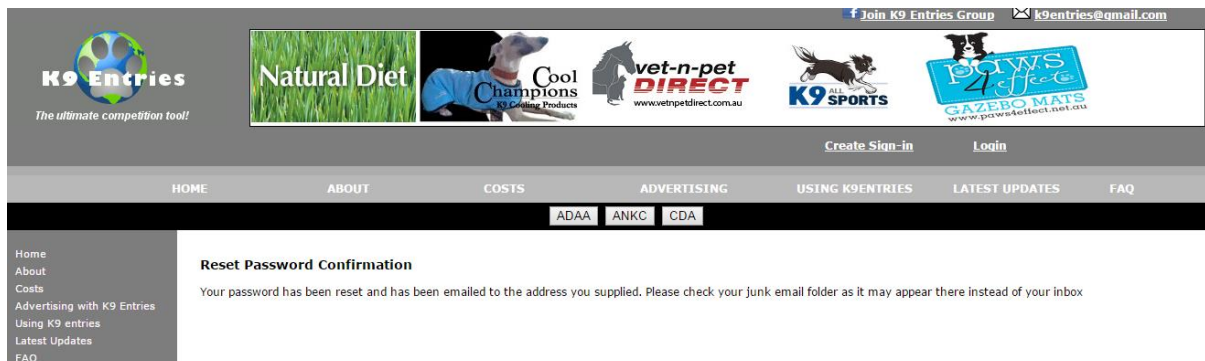 Join K9 Entries Group k9entries@gmail.com
K9 Entries
The ultimate competition tool!
Natural Diet
Cool
Champions
K9 Cooling Products
vet-n-pet
DIRECT
www.vetnpetdirect.com.au
K9 ALL SPORTS
paws
4 effect
GAZEBO MATS
www.paws4effect.net.au
Create Sign-in Login
HOME ABOUT COSTS ADVERTISING USING K9ENTRIES LATEST UPDATES FAQ
ADAA ANKC CDA
Home
About
Costs
Advertising with K9 Entries
Using K9 entries
Latest Updates
FAQ
Reset Password Confirmation
Your password has been reset and has been emailed to the address you supplied. Please check your junk email folder as it may appear there instead of your inbox